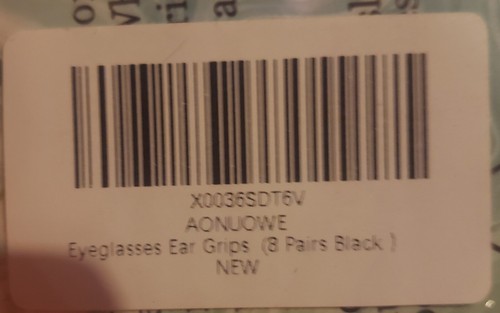 X0036SDT6V
AONUOWE
Eyeglasses Ear Grips (8 Pairs Black )
NEW